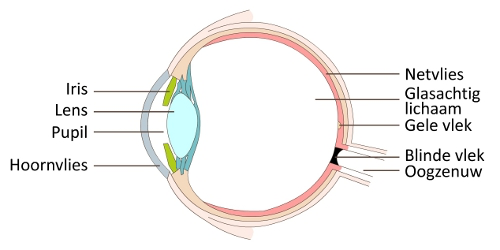 Iris
Lens
Pupil
Hoornvlies
Netvlies
Glasachtig
lichaam
Gele vlek
Blinde vlek
Oogzenuw